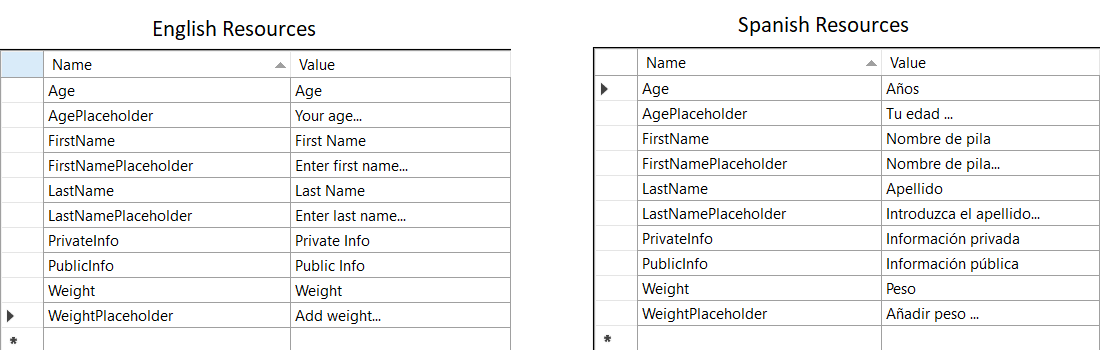 English Resources
Name Value
Age Age
AgePlaceholder Your age...
FirstName First Name
FirstNamePlaceholder Enter first name...
LastName Last Name
LastNamePlaceholder Enter last name...
PrivateInfo Private Info
PublicInfo Public Info
Weight Weight
WeightPlaceholder Add weight...
*
Spanish Resources
Name Value
Age Años
AgePlaceholder Tu edad ...
FirstName Nombre de pila
FirstNamePlaceholder Nombre de pila...
LastName Apellido
LastNamePlaceholder Introduzca el apellido...
PrivateInfo Información privada
PublicInfo Información pública
Weight Peso
WeightPlaceholder Añadir peso ...
*